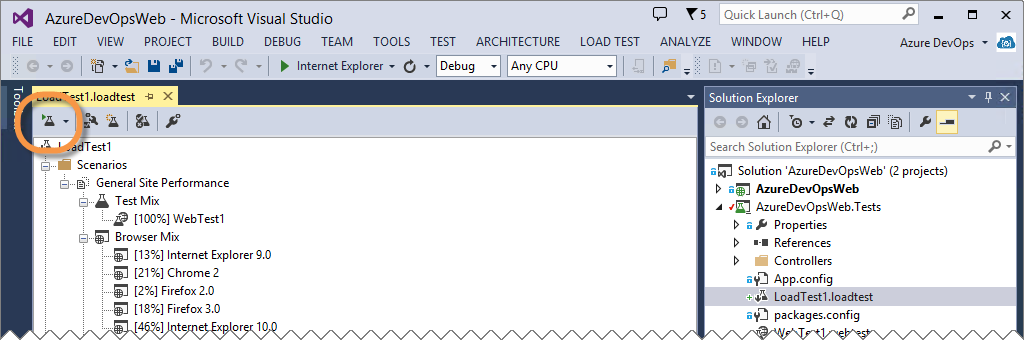 AzureDevOpsWeb - Microsoft Visual Studio
5
Quick Launch (Ctrl+Q)
FILE EDIT VIEW PROJECT BUILD DEBUG TEAM TOOLS TEST ARCHITECTURE LOAD TEST ANALYZE WINDOW HELP Azure DevOps
Internet Explorer Debug Any CPU
LoadTest1.loadtest
LoadTest1
Scenarios
General Site Performance
Test Mix
[100%] WebTest1
Browser Mix
[13%] Internet Explorer 9.0
[21%] Chrome 2
[2%] Firefox 2.0
[18%] Firefox 3.0
[46%] Internet Explorer 10.0
Solution Explorer
Search Solution Explorer (Ctrl+;)
Solution 'AzureDevOpsWeb' (2 projects)
AzureDevOpsWeb
AzureDevOpsWeb.Tests
Properties
References
Controllers
App.config
LoadTest1.loadtest
packages.config
WebTest1.webtest